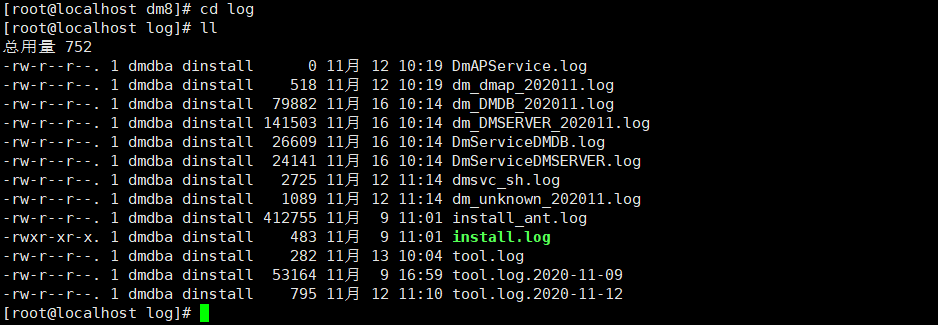 [root@localhost dm8]# cd log
[root@localhost log]# ll
总用量 752
-rw-r--r--. 1 dmdba dinstall      0 11月 12 10:19 DmAPService.log
-rw-r--r--. 1 dmdba dinstall    518 11月 12 10:19 dm_dmap_202011.log
-rw-r--r--. 1 dmdba dinstall  79882 11月 16 10:14 dm_DMDB_202011.log
-rw-r--r--. 1 dmdba dinstall 141503 11月 16 10:14 dm_DMSERVER_202011.log
-rw-r--r--. 1 dmdba dinstall  26609 11月 16 10:14 DmServiceDMDB.log
-rw-r--r--. 1 dmdba dinstall  24141 11月 16 10:14 DmServiceDMSERVER.log
-rw-r--r--. 1 dmdba dinstall   2725 11月 12 11:14 dmsvc_sh.log
-rw-r--r--. 1 dmdba dinstall   1089 11月 12 11:14 dm_unknown_202011.log
-rw-r--r--. 1 dmdba dinstall 412755 11月  9 11:01 install_ant.log
-rwxr-xr-x. 1 dmdba dinstall    483 11月  9 11:01 install.log
-rw-r--r--. 1 dmdba dinstall    282 11月 13 10:04 tool.log
-rw-r--r--. 1 dmdba dinstall  53164 11月  9 16:59 tool.log.2020-11-09
-rw-r--r--. 1 dmdba dinstall    795 11月 12 11:10 tool.log.2020-11-12
[root@localhost log]#